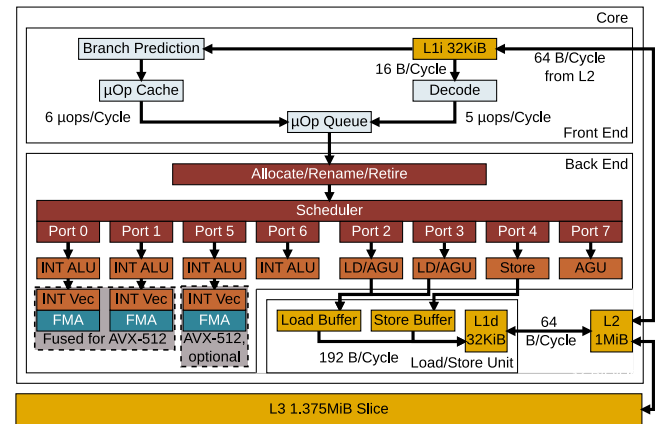 Core
Branch Prediction
L1i 32KiB
64 B/Cycle
from L2
16 B/Cycle
µOp Cache
Decode
6 µops/Cycle
5 µops/Cycle
µOp Queue
Front End
Back End
Allocate/Rename/Retire
Scheduler
Port 0 Port 1 Port 5 Port 6 Port 2 Port 3 Port 4 Port 7
INT ALU INT ALU INT ALU INT ALU LD/AGU LD/AGU Store AGU
INT Vec INT Vec INT Vec
FMA FMA FMA
Fused for AVX-512
AVX-512,
optional
Load Buffer Store Buffer
L1d
32KiB
64
B/Cycle
L2
1MiB
192 B/Cycle
Load/Store Unit
L3 1.375MiB Slice